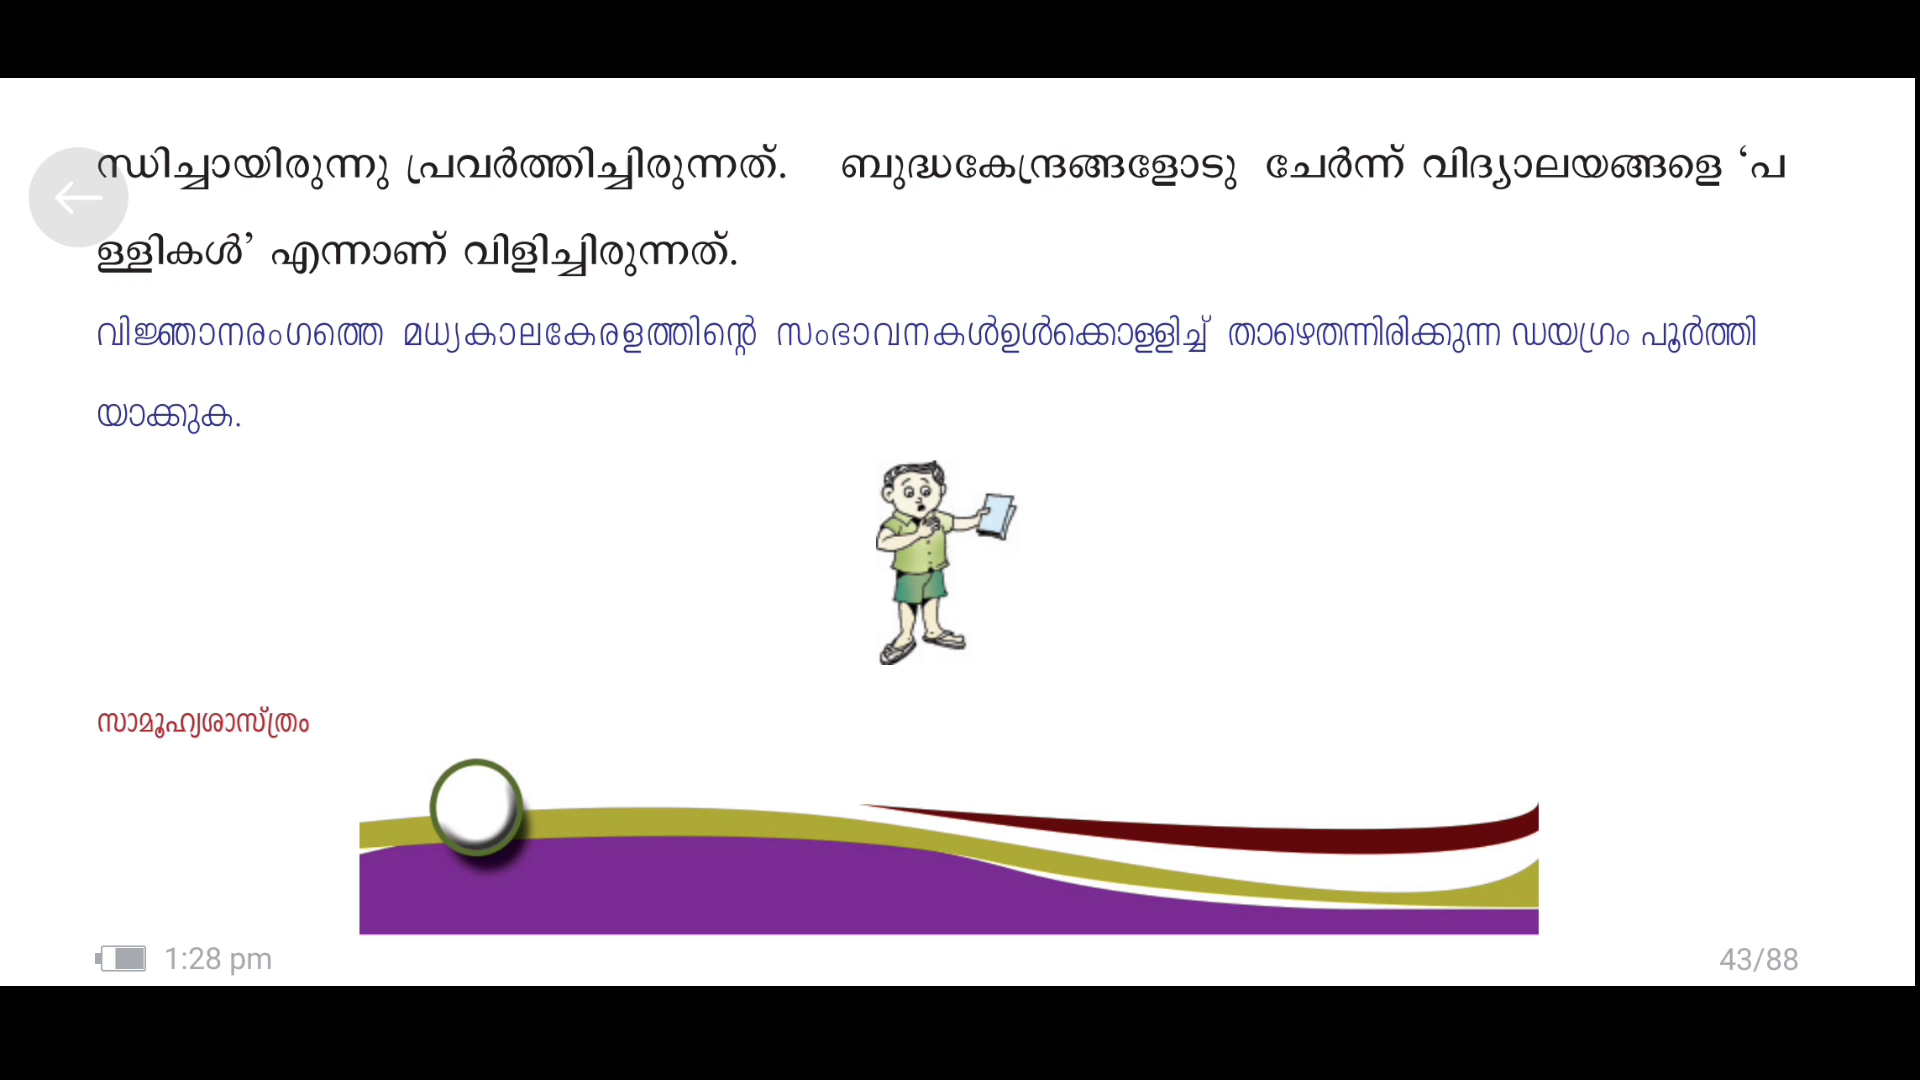 ന്ധിച്ചായിരുന്നു പ്രവർത്തിച്ചിരുന്നത്. ബുദ്ധകേന്ദ്രങ്ങളോടു ചേർന്ന് വിദ്യാലയങ്ങളെ ‘പ
ള്ളികൾ’ എന്നാണ് വിളിച്ചിരുന്നത്.
വിജ്ഞാനരംഗത്തെ മധ്യകാലകേരളത്തിന്റെ സംഭാവനകൾഉൾക്കൊള്ളിച്ച് താഴെതന്നിരിക്കുന്ന ഡയഗ്രം പൂർത്തി
യാക്കുക.
സാമൂഹ്യശാസ്ത്രം
1:28 pm
43/88